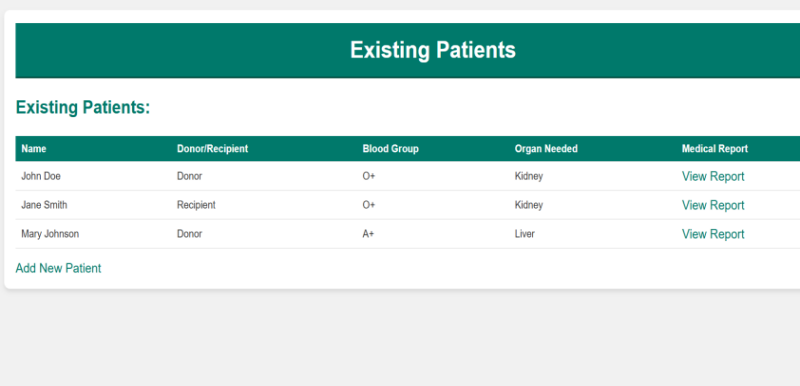 Existing Patients
Existing Patients:
Name Donor/Recipient Blood Group Organ Needed Medical Report
John Doe Donor O+ Kidney View Report
Jane Smith Recipient O+ Kidney View Report
Mary Johnson Donor A+ Liver View Report
Add New Patient